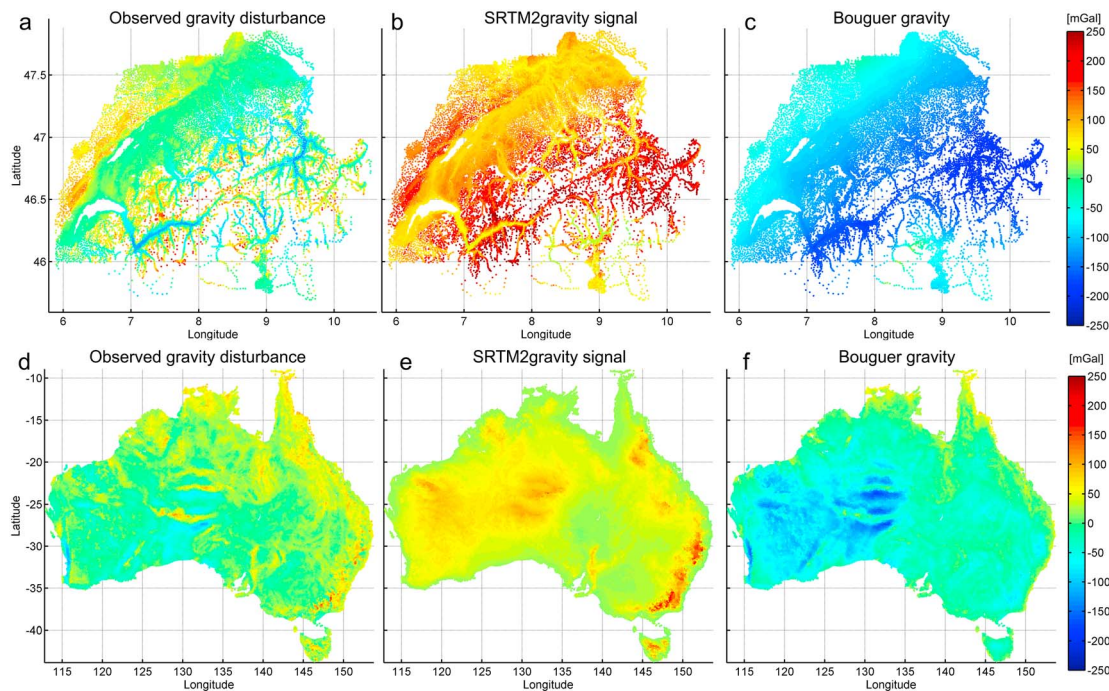 a Observed gravity disturbance
b SRTM2gravity signal
c Bouguer gravity
[mGal]
47.5
47
46.5
46
Latitude
6 7 8 9 10
Longitude
6 7 8 9 10
Longitude
6 7 8 9 10
Longitude
250
200
150
100
50
0
-50
-100
-150
-200
-250
d Observed gravity disturbance
e SRTM2gravity signal
f Bouguer gravity
[mGal]
-10
-15
-20
-25
-30
-35
-40
Latitude
115 120 125 130 135 140 145 150
Longitude
115 120 125 130 135 140 145 150
Longitude
115 120 125 130 135 140 145 150
Longitude
250
200
150
100
50
0
-50
-100
-150
-200
-250